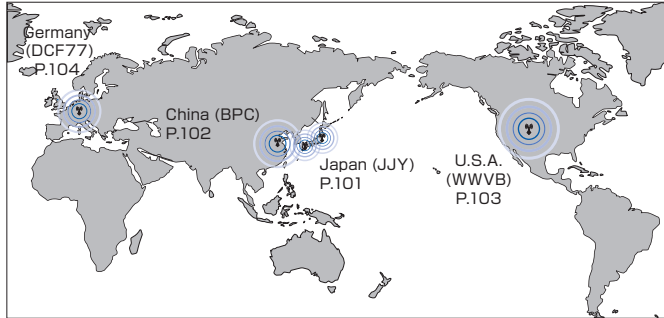 Germany
(DCF77)
P.104
China (BPC)
P.102
Japan (JJY)
P.101
U.S.A.
(WWVB)
P.103